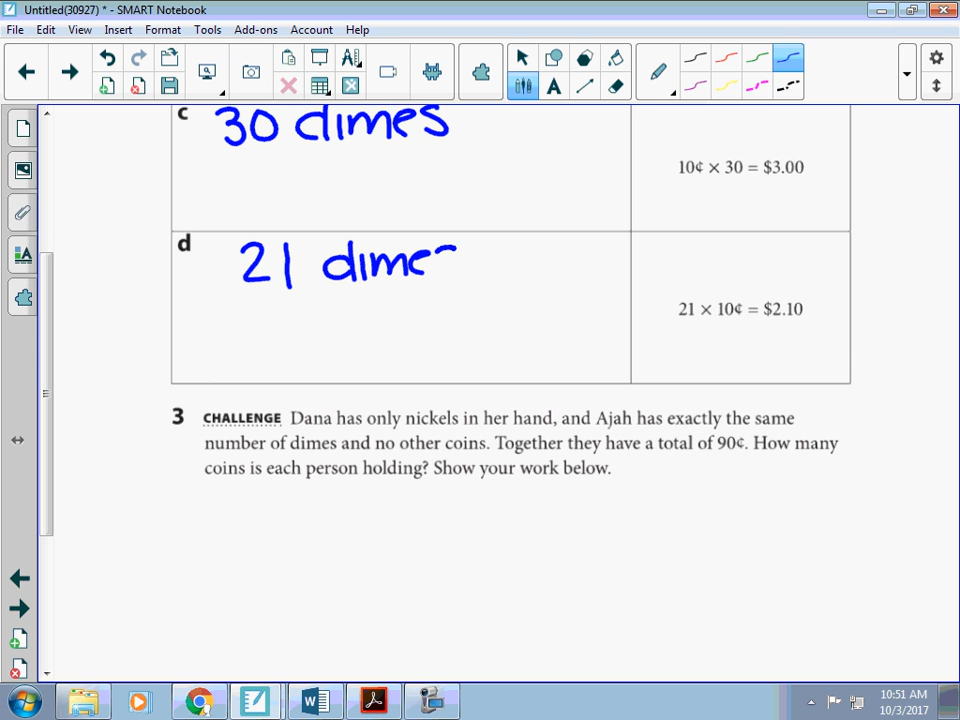 Untitled(30927) * - SMART Notebook
File Edit View Insert Format Tools Add-ons Account Help
c 30 dimes
10¢ × 30 = $3.00
d 21 dime
21 × 10¢ = $2.10
3 CHALLENGE Dana has only nickels in her hand, and Ajah has exactly the same
number of dimes and no other coins. Together they have a total of 90¢. How many
coins is each person holding? Show your work below.
10:51 AM
10/3/2017